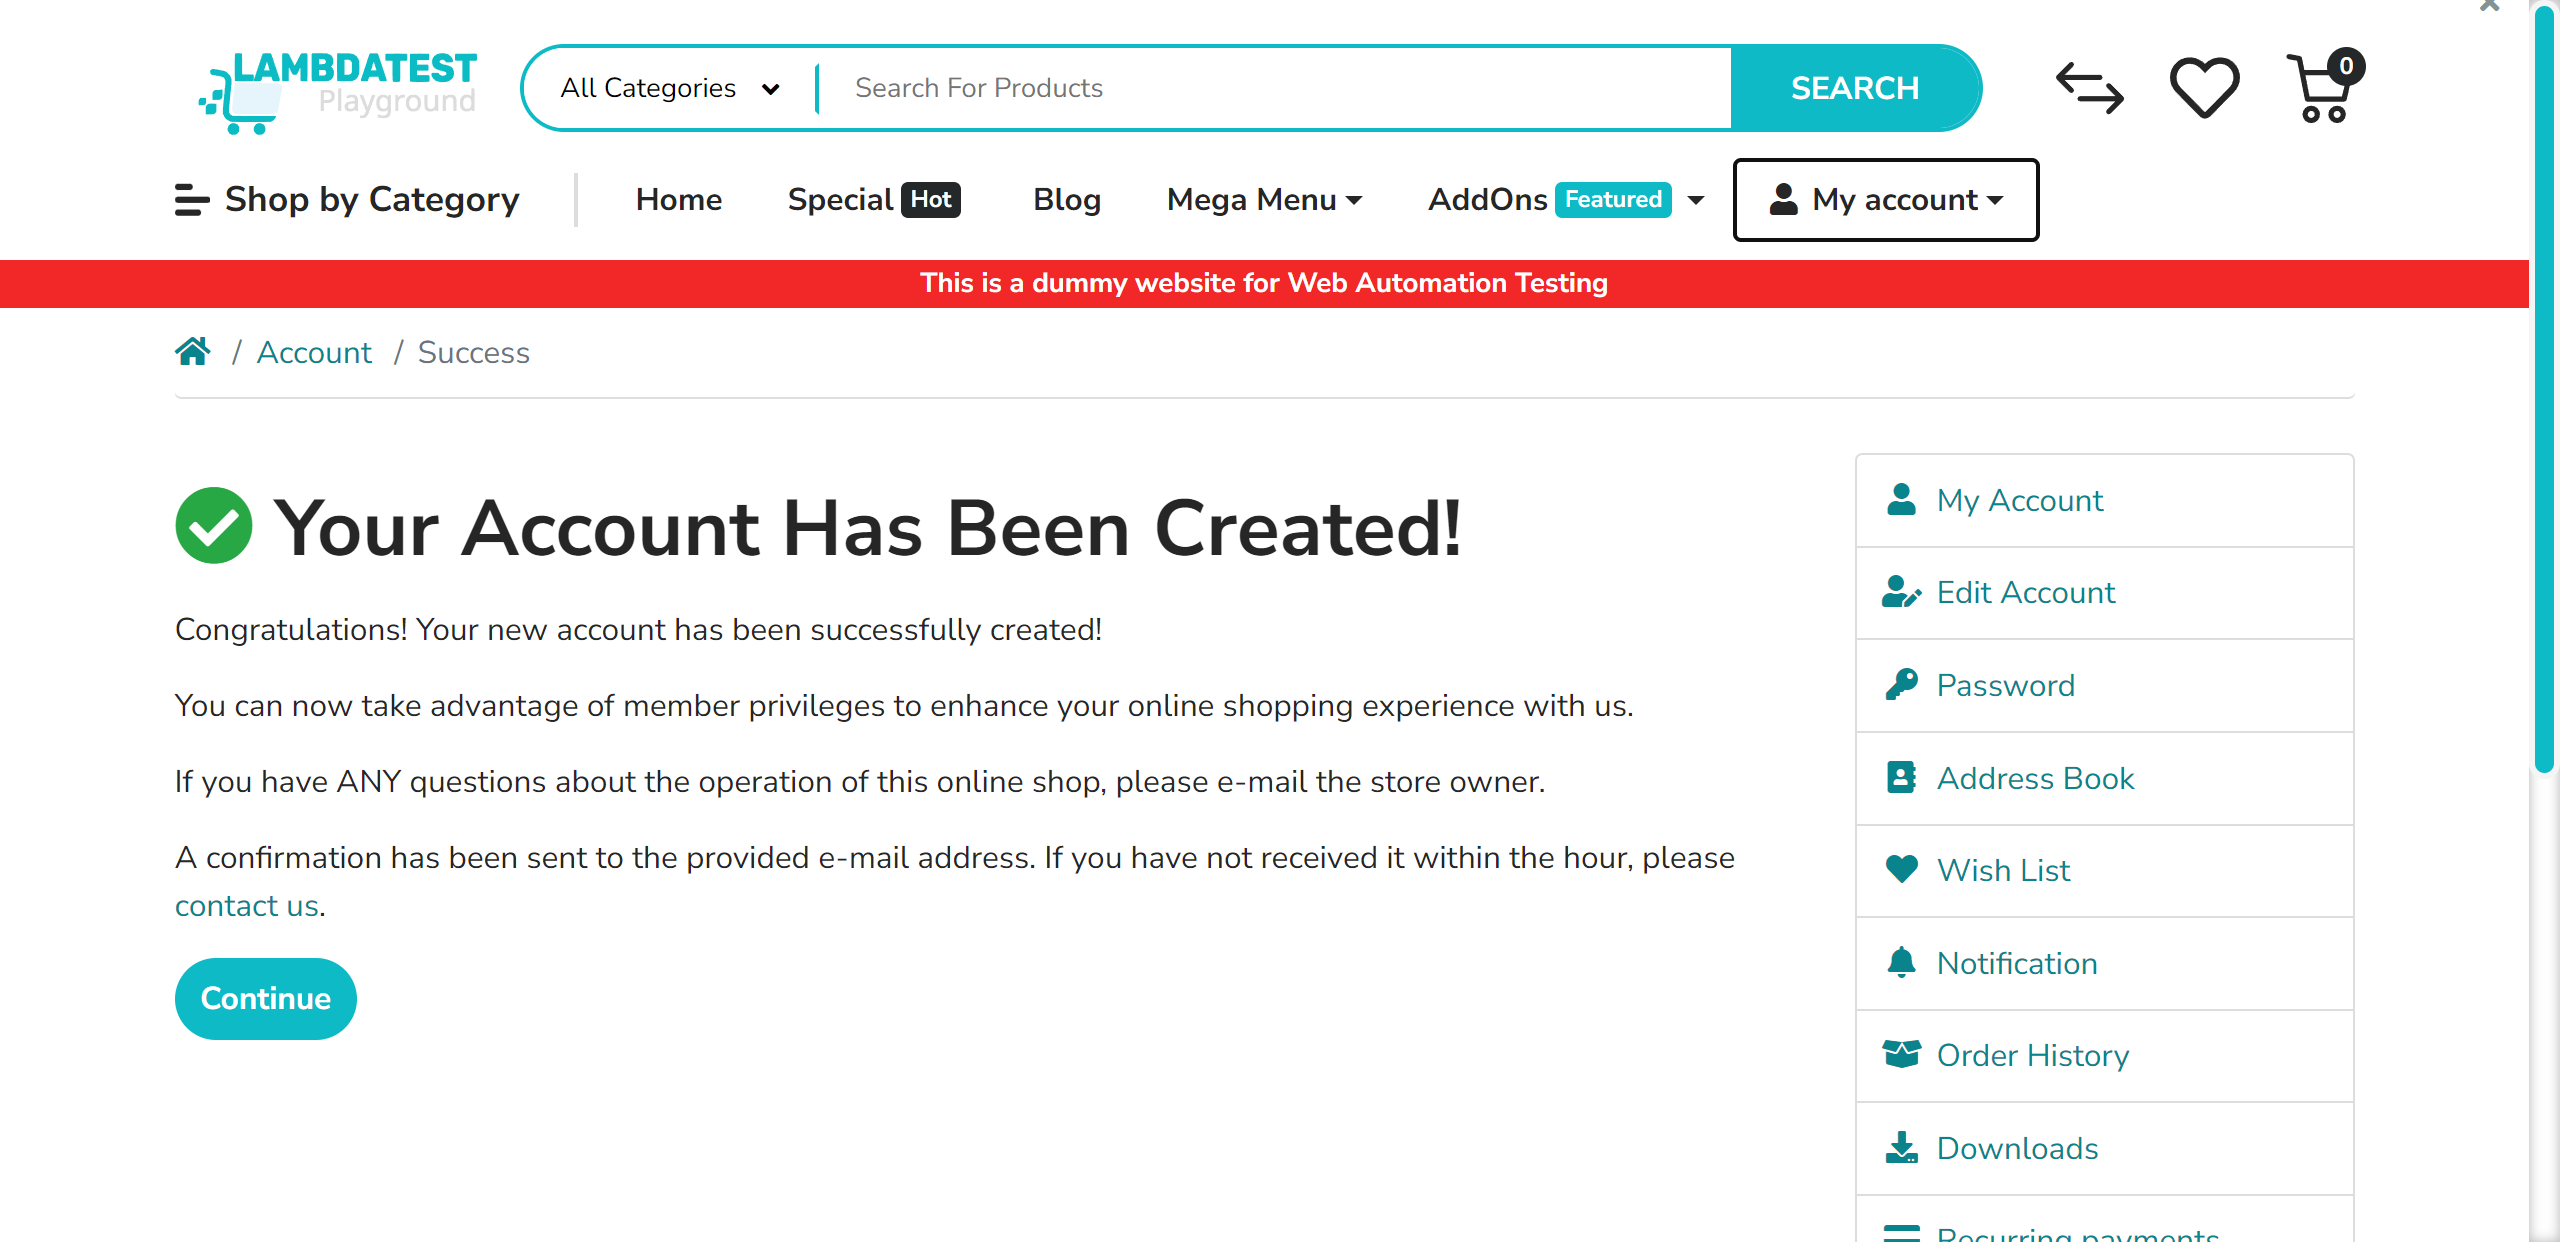 LAMBDATEST
Playground
All Categories
Search For Products
SEARCH
0
Shop by Category
Home
Special Hot
Blog
Mega Menu
AddOns Featured
My account
This is a dummy website for Web Automation Testing
/ Account / Success
Your Account Has Been Created!
Congratulations! Your new account has been successfully created!
You can now take advantage of member privileges to enhance your online shopping experience with us.
If you have ANY questions about the operation of this online shop, please e-mail the store owner.
A confirmation has been sent to the provided e-mail address. If you have not received it within the hour, please
contact us.
Continue
My Account
Edit Account
Password
Address Book
Wish List
Notification
Order History
Downloads
Recurring payments